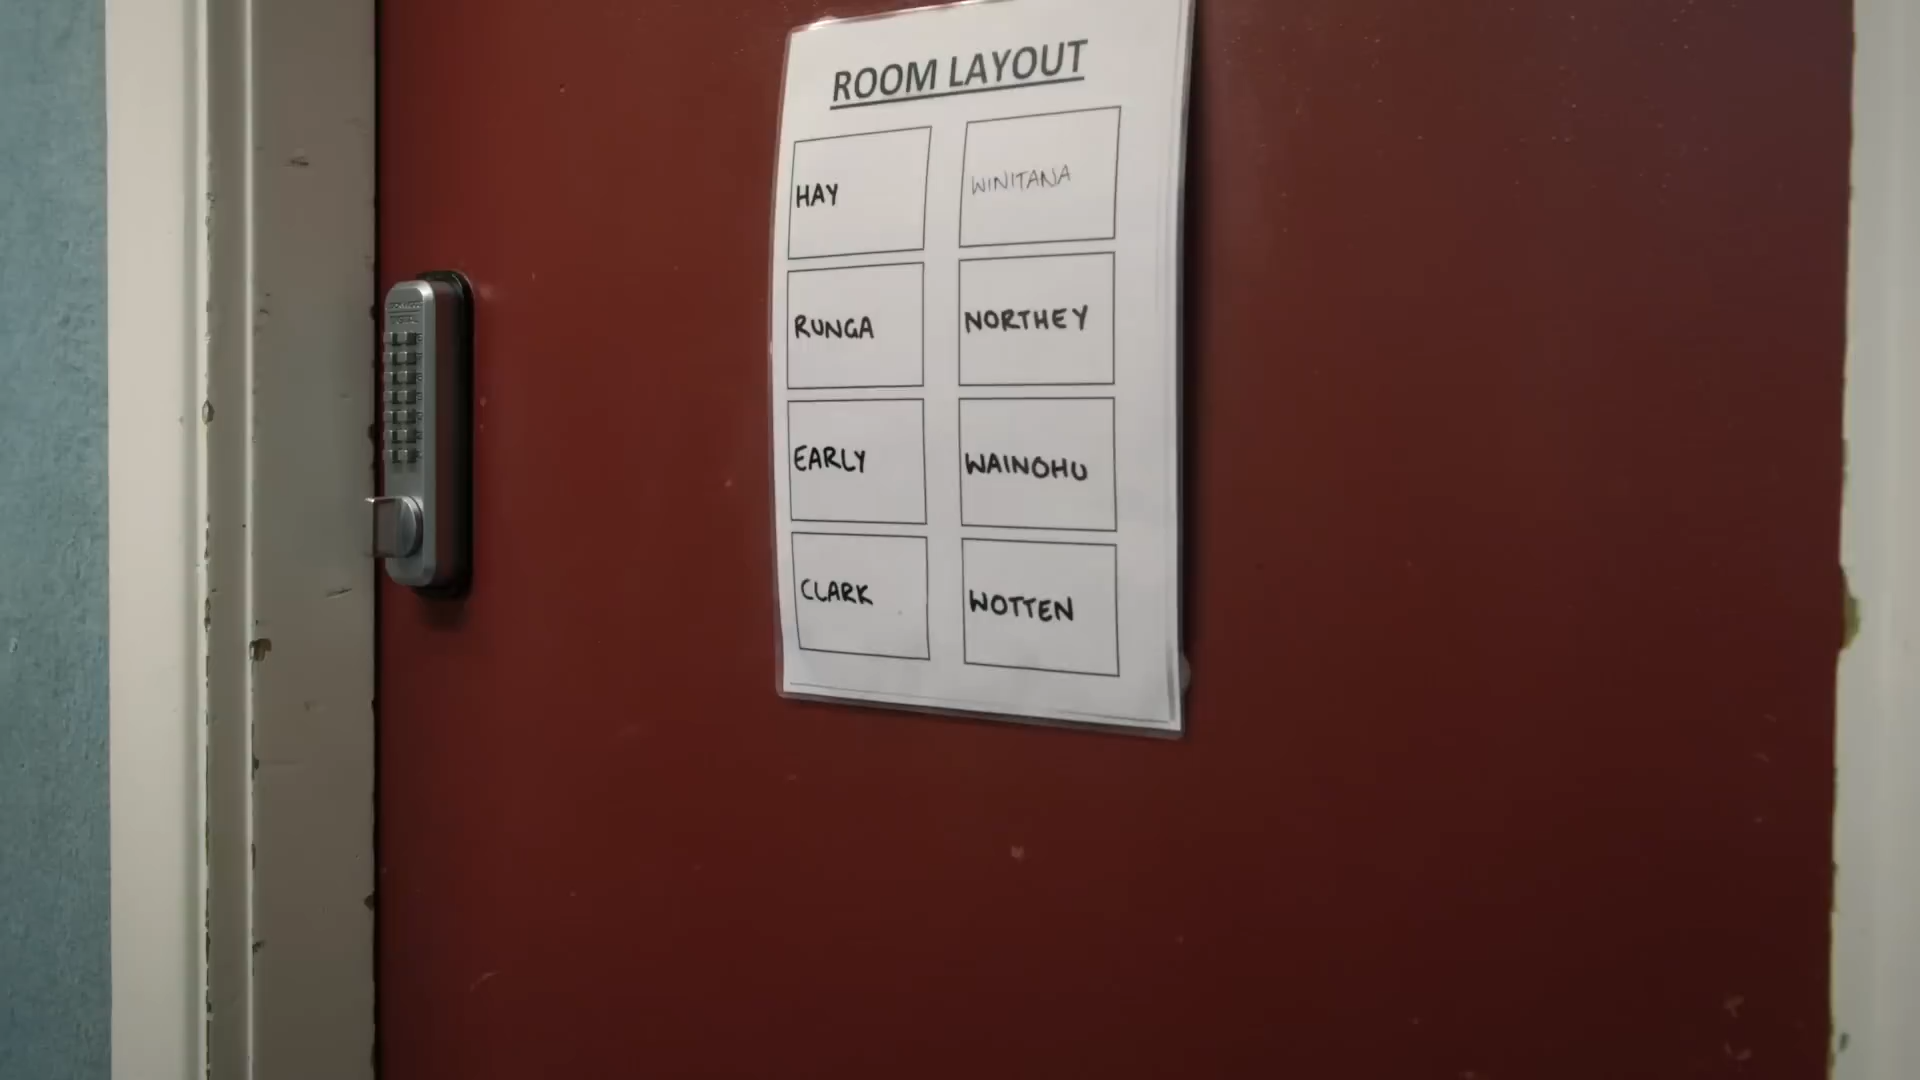 ROOM LAYOUT
HAY
WINITANA
RUNGA
NORTHEY
EARLY
WAINOHU
CLARK
WOTTEN